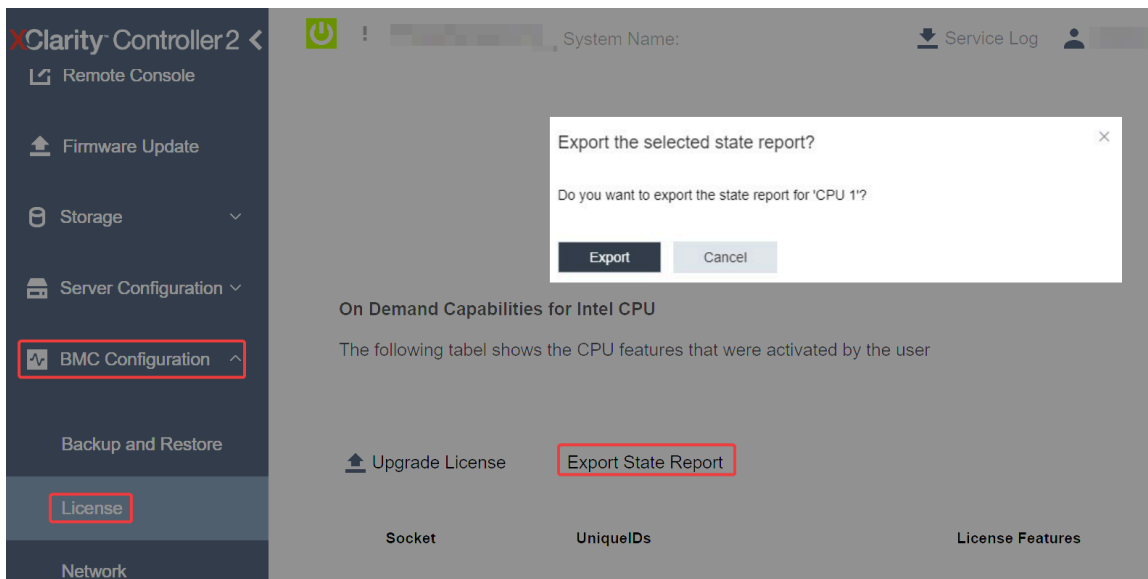 XClarity Controller 2
! System Name:
Service Log
Remote Console
Firmware Update
Export the selected state report?
Do you want to export the state report for 'CPU 1'?
Export
Cancel
Storage
Server Configuration
On Demand Capabilities for Intel CPU
The following tabel shows the CPU features that were activated by the user
BMC Configuration
Backup and Restore
Upgrade License
Export State Report
License
Socket UniqueIDs License Features
Network